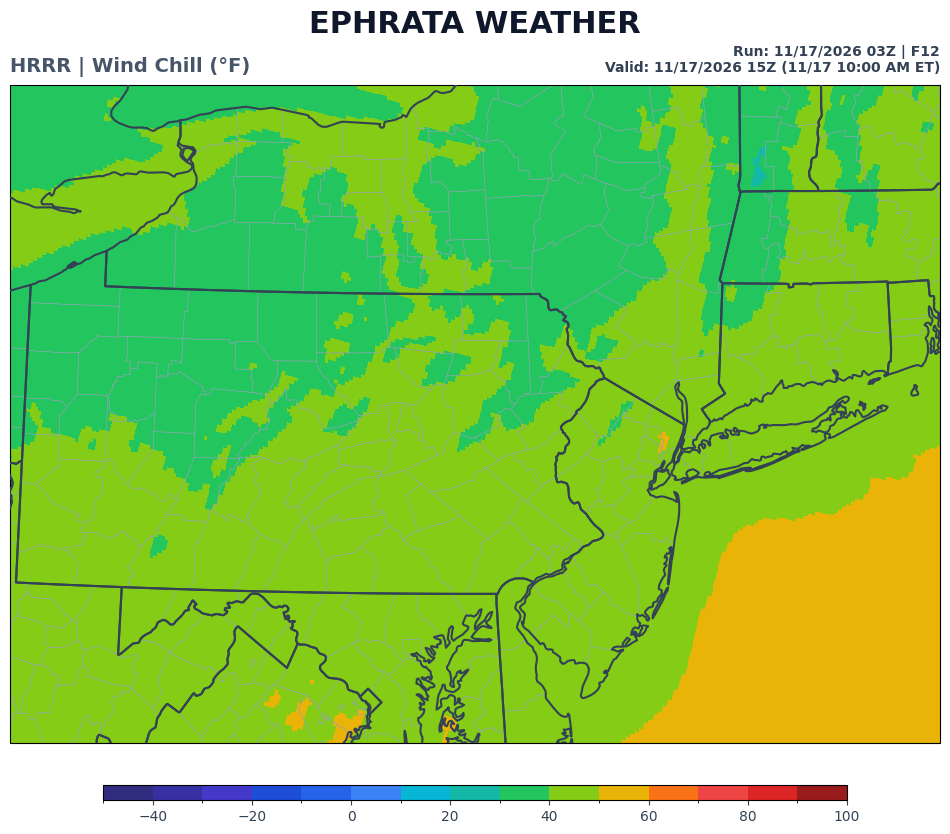 EPHRATA WEATHER
HRRR | Wind Chill (°F)
Run: 11/17/2026 03Z | F12
Valid: 11/17/2026 15Z (11/17 10:00 AM ET)
−40 −20 0 20 40 60 80 100